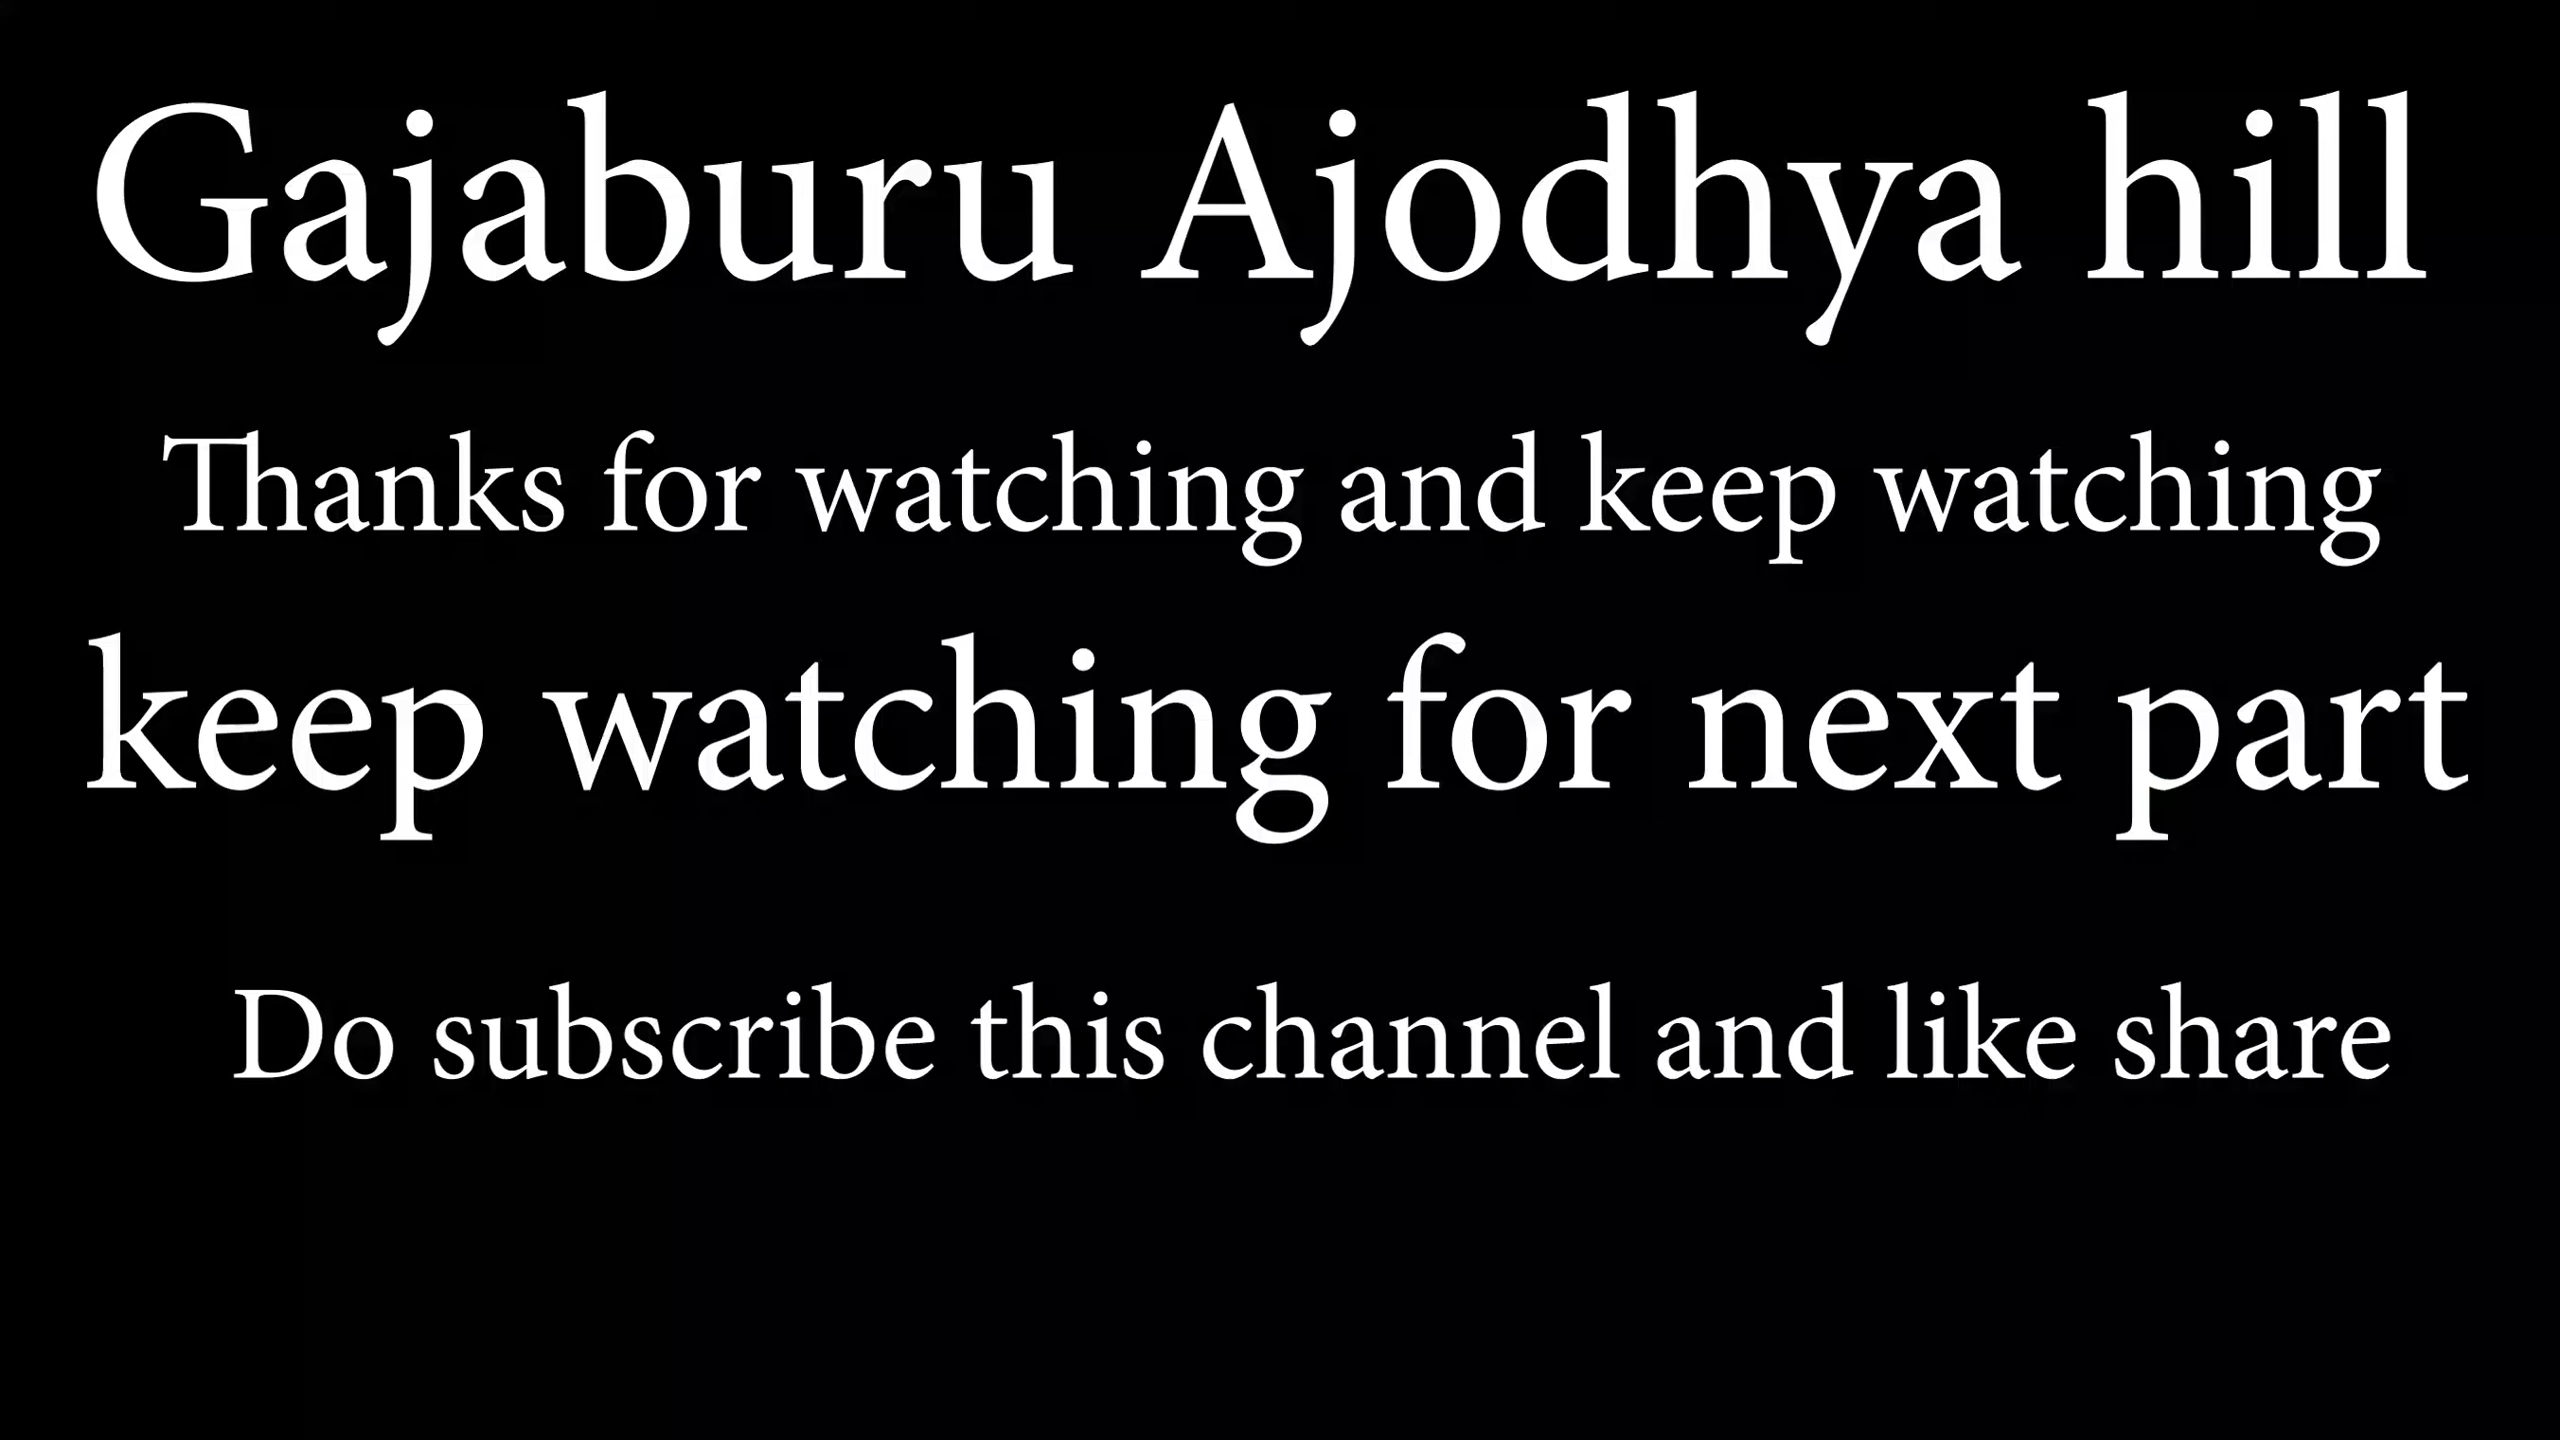 Gajaburu Ajodhya hill
Thanks for watching and keep watching
keep watching for next part
Do subscribe this channel and like share